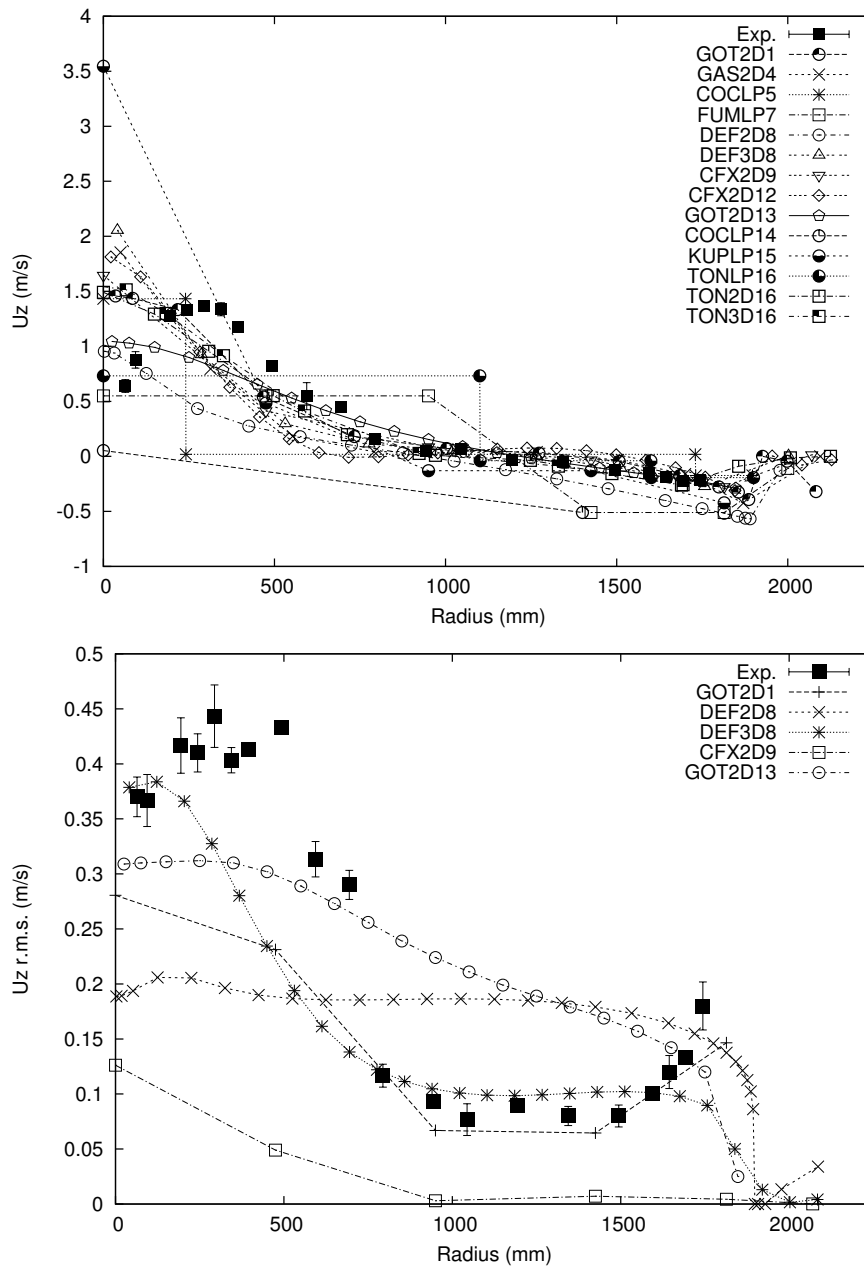 Exp.
GOT2D1
GAS2D4
COCLP5
FUMLP7
DEF2D8
DEF3D8
CFX2D9
CFX2D12
GOT2D13
COCLP14
KUPLP15
TONLP16
TON2D16
TON3D16
4
3.5
3
2.5
2
1.5
1
0.5
0
-0.5
-1
Uz (m/s)
0 500 1000 1500 2000
Radius (mm)
Exp.
GOT2D1
DEF2D8
DEF3D8
CFX2D9
GOT2D13
0.5
0.45
0.4
0.35
0.3
0.25
0.2
0.15
0.1
0.05
0
Uz r.m.s. (m/s)
0 500 1000 1500 2000
Radius (mm)